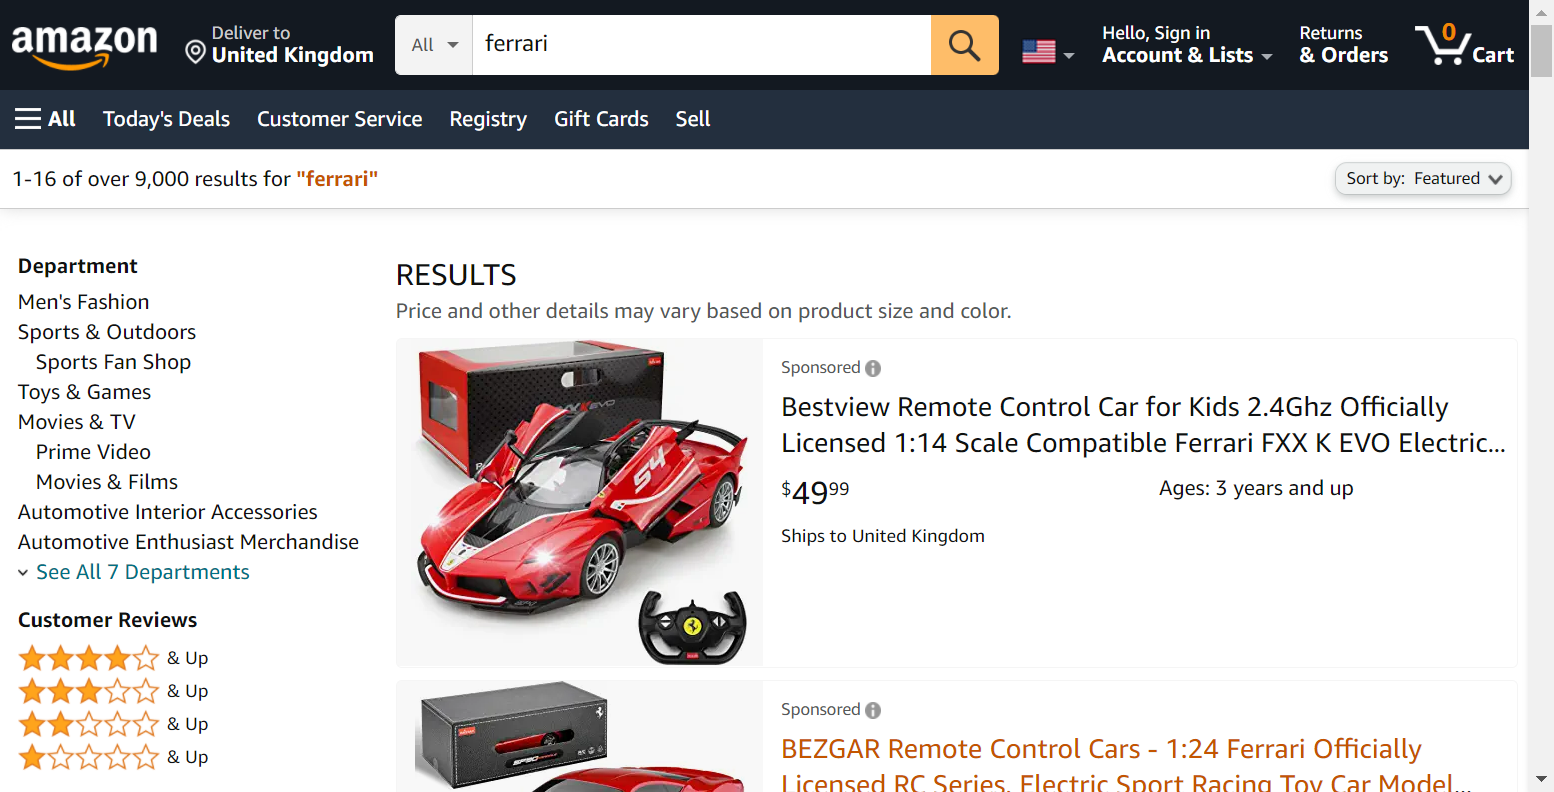 amazon
Deliver to
United Kingdom
All
ferrari
Hello, Sign in
Account & Lists
Returns
& Orders
0
Cart
All
Today's Deals
Customer Service
Registry
Gift Cards
Sell
1-16 of over 9,000 results for "ferrari"
Sort by: Featured
Department
Men's Fashion
Sports & Outdoors
Sports Fan Shop
Toys & Games
Movies & TV
Prime Video
Movies & Films
Automotive Interior Accessories
Automotive Enthusiast Merchandise
See All 7 Departments
Customer Reviews
& Up
& Up
& Up
& Up
RESULTS
Price and other details may vary based on product size and color.
54
Sponsored
Bestview Remote Control Car for Kids 2.4Ghz Officially
Licensed 1:14 Scale Compatible Ferrari FXX K EVO Electric...
$4999
Ages: 3 years and up
Ships to United Kingdom
Sponsored
BEZGAR Remote Control Cars - 1:24 Ferrari Officially
Licensed RC Series, Electric Sport Racing Toy Car Model...